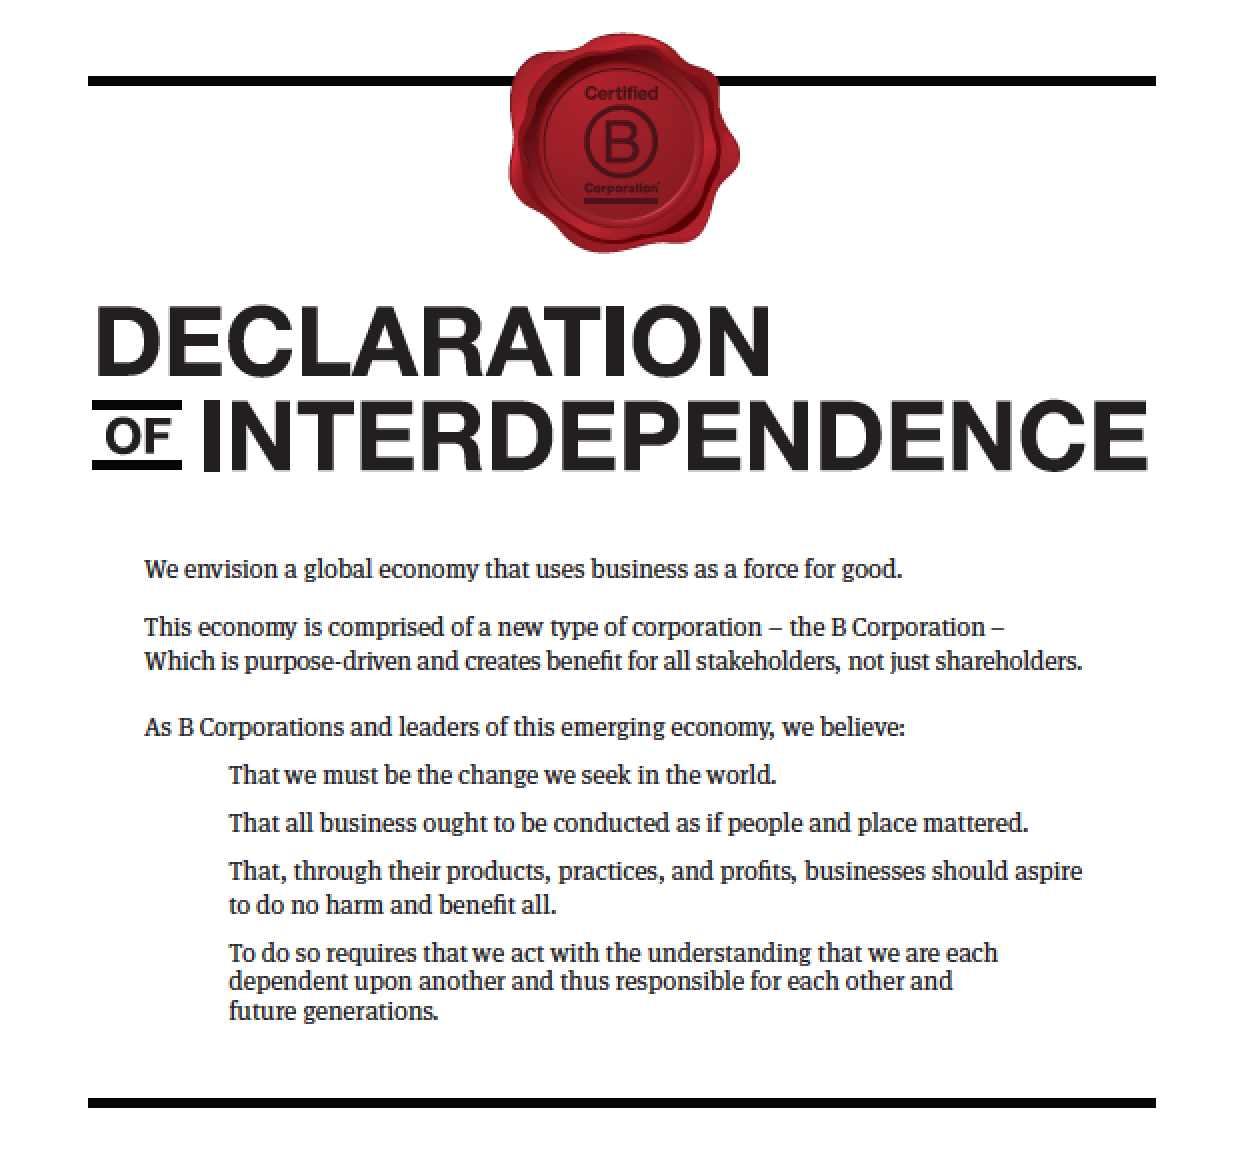 Certified
B
Corporation
DECLARATION
OF INTERDEPENDENCE
We envision a global economy that uses business as a force for good.
This economy is comprised of a new type of corporation – the B Corporation –
Which is purpose-driven and creates benefit for all stakeholders, not just shareholders.
As B Corporations and leaders of this emerging economy, we believe:
That we must be the change we seek in the world.
That all business ought to be conducted as if people and place mattered.
That, through their products, practices, and profits, businesses should aspire
to do no harm and benefit all.
To do so requires that we act with the understanding that we are each
dependent upon another and thus responsible for each other and
future generations.